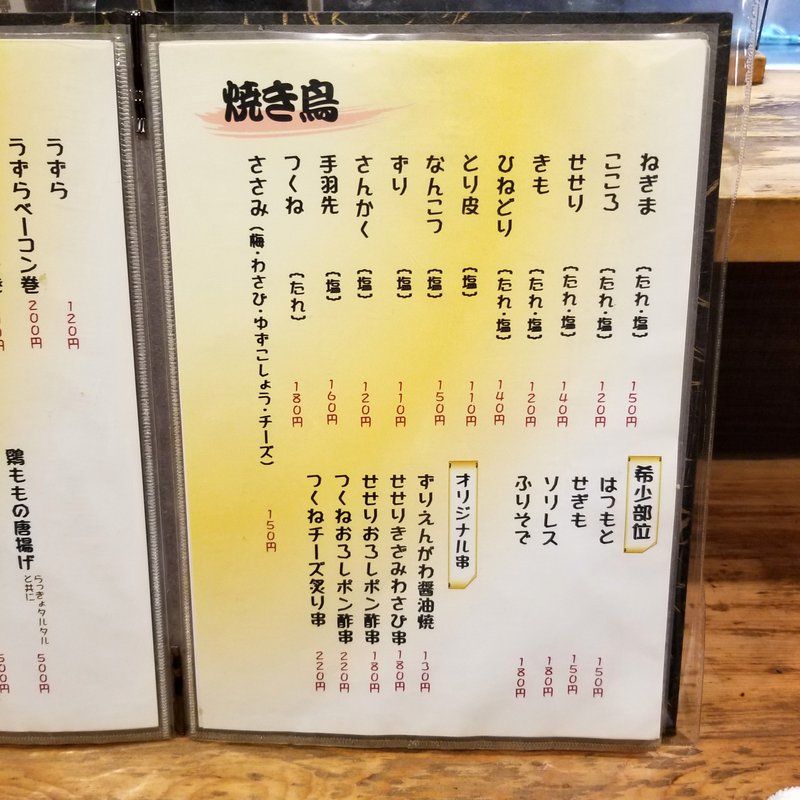 焼き鳥
ねぎま（たれ・塩）150円
こころ（たれ・塩）120円
せせり（たれ・塩）140円
きも（たれ・塩）120円
ひねどり（たれ・塩）140円
とり皮（塩）110円
なんこつ（塩）150円
ずり（塩）110円
さんかく（塩）120円
手羽先（塩）160円
つくね（たれ）180円
ささみ（梅・わさび・ゆずこしょう・チーズ）150円
希少部位
はつもと 150円
せぎも 150円
ソリレス 180円
ふりそで 180円
オリジナル串
ずりえんがわ醤油焼 130円
せせりきざみわさび串 180円
せせりおろしポン酢串 180円
つくねおろしポン酢串 220円
つくねチーズ炙り串 220円
うずら 120円
うずらベーコン巻 200円
鶏ももの唐揚げ らっきょタルタルと共に 500円